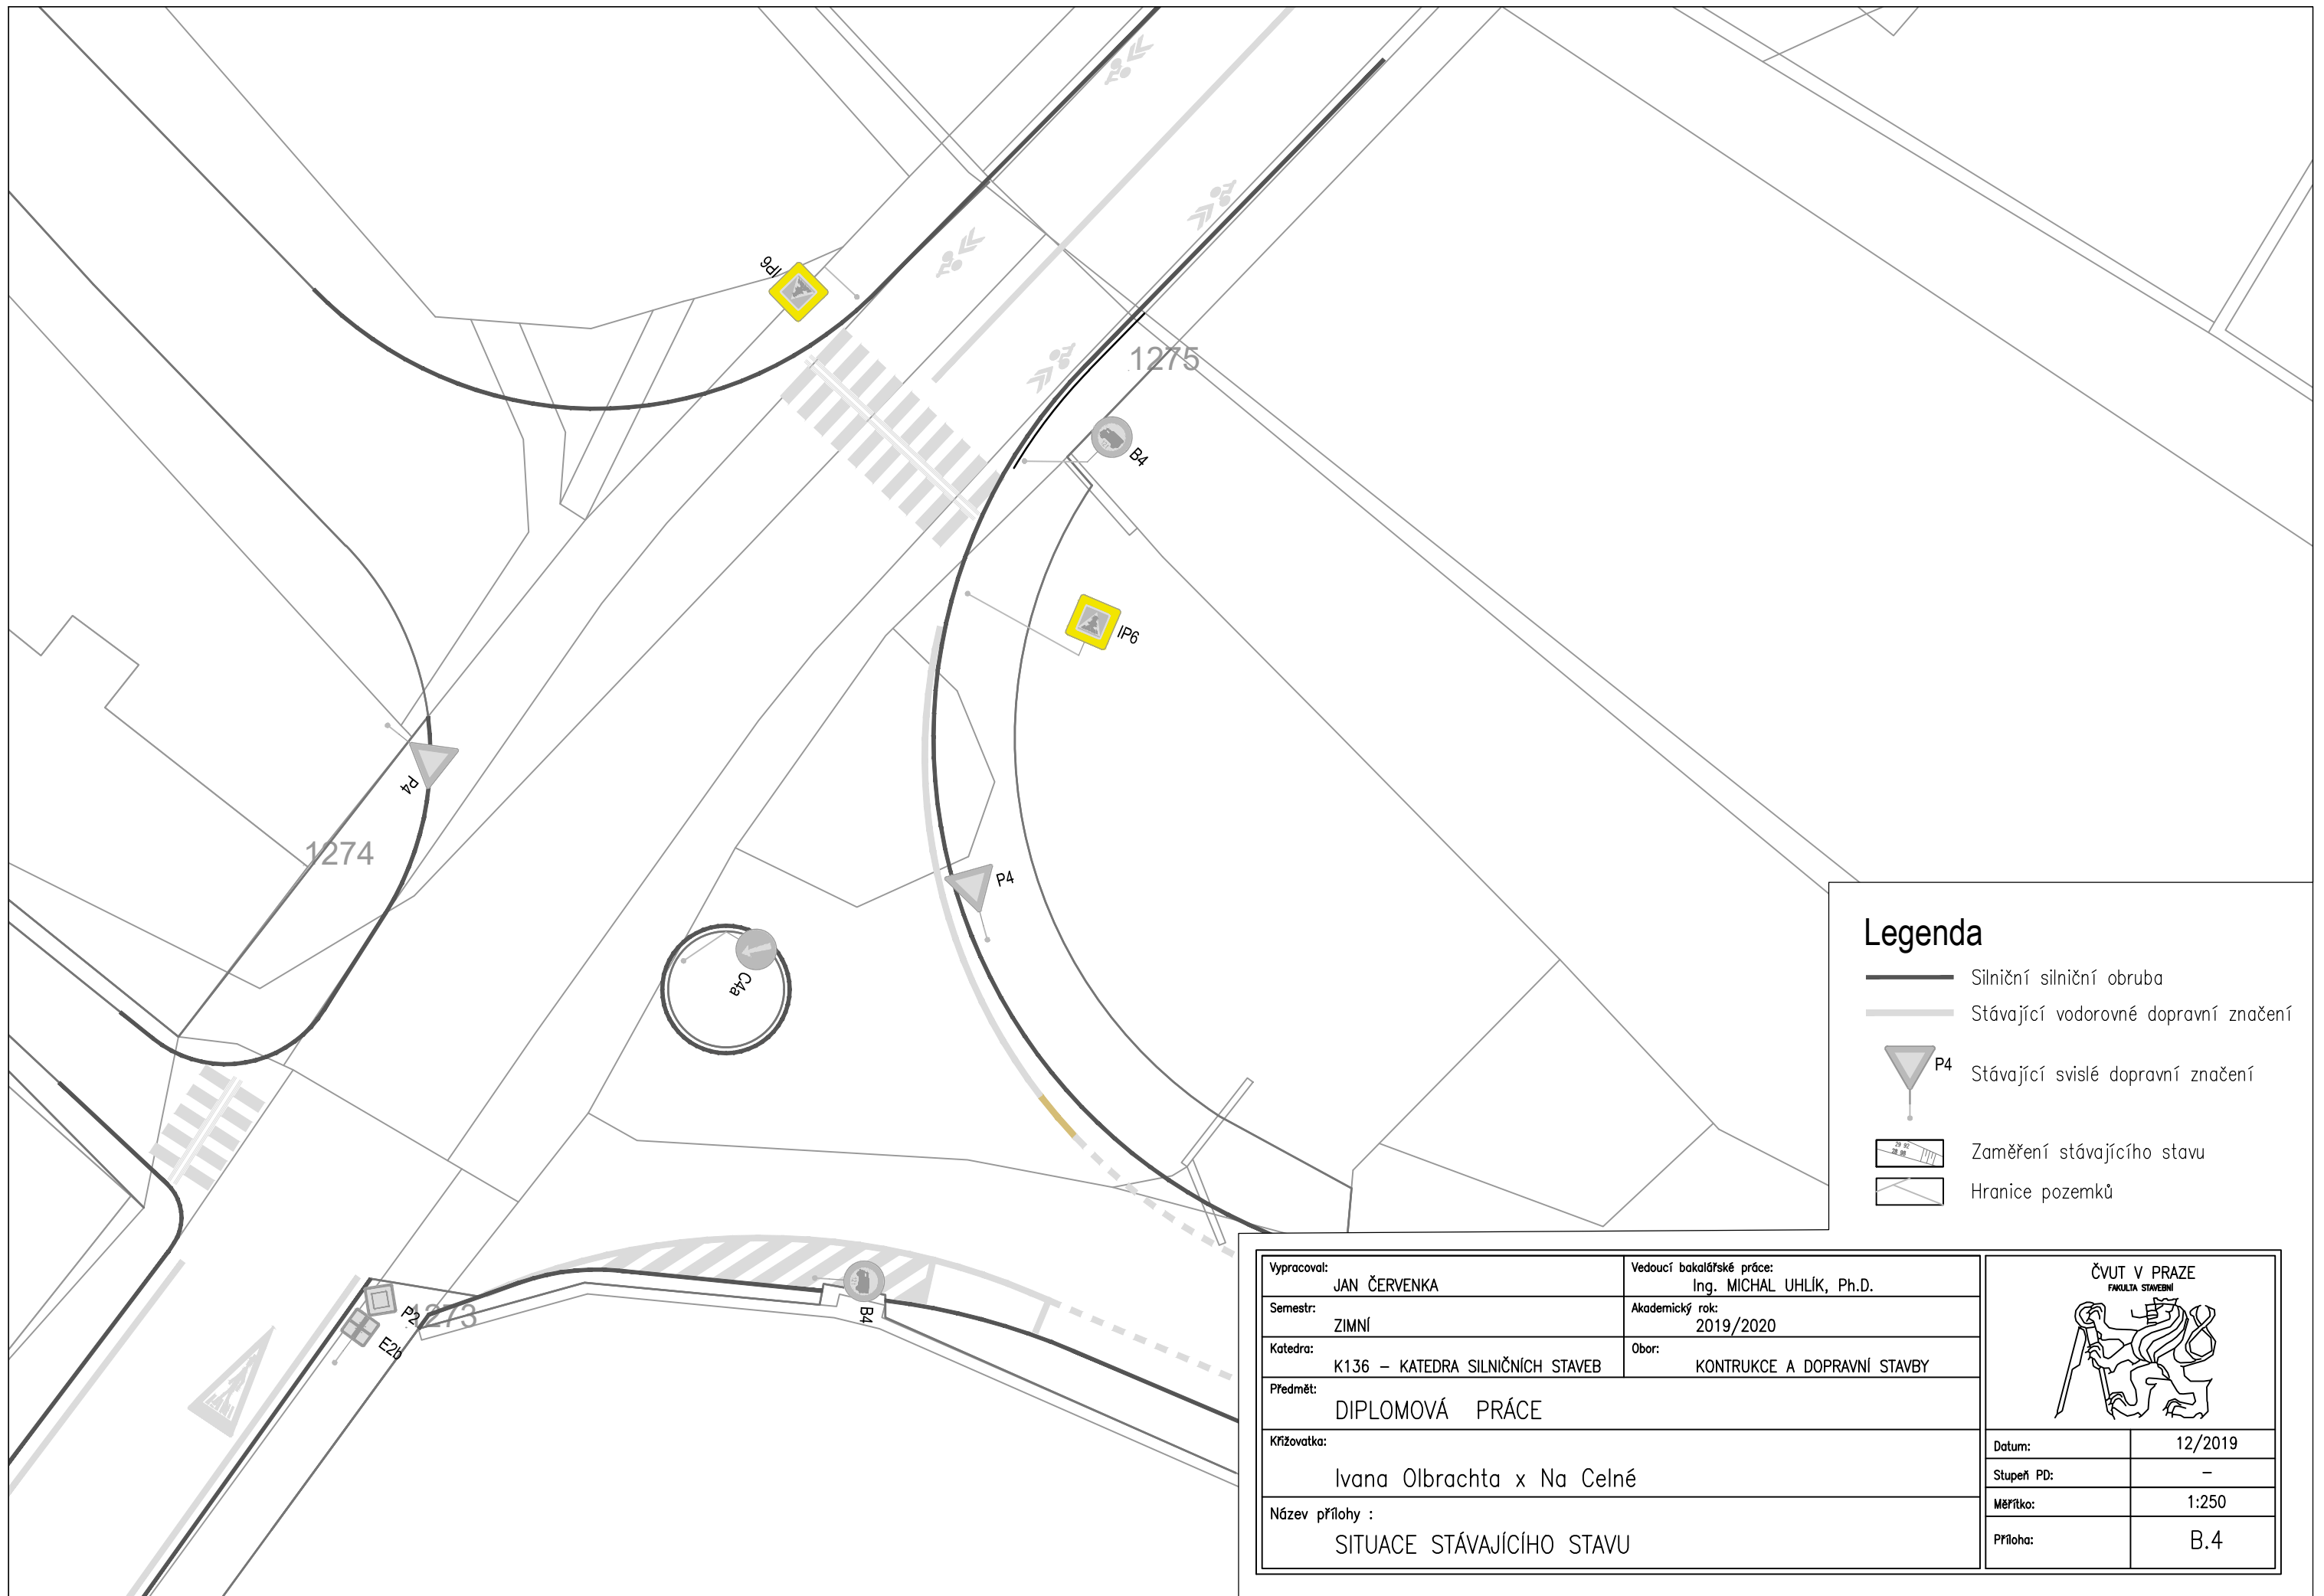 IP6
1275
B4
IP6
P4
1274
P4
C4a
Legenda
Silniční silniční obruba
Stávající vodorovné dopravní značení
P4
Stávající svislé dopravní značení
Zaměření stávajícího stavu
Hranice pozemků
P2
1273
E2b
B4
Vypracoval:
JAN ČERVENKA
Vedoucí bakalářské práce:
Ing. MICHAL UHLÍK, Ph.D.
Semestr:
ZIMNÍ
Akademický rok:
2019/2020
Katedra:
K136 – KATEDRA SILNIČNÍCH STAVEB
Obor:
KONTRUKCE A DOPRAVNÍ STAVBY
Předmět:
DIPLOMOVÁ PRÁCE
Křižovatka:
Ivana Olbrachta x Na Celné
Název přílohy :
SITUACE STÁVAJÍCÍHO STAVU
ČVUT V PRAZE
FAKULTA STAVEBNÍ
Datum:
12/2019
Stupeň PD:
–
Měřítko:
1:250
Příloha:
B.4